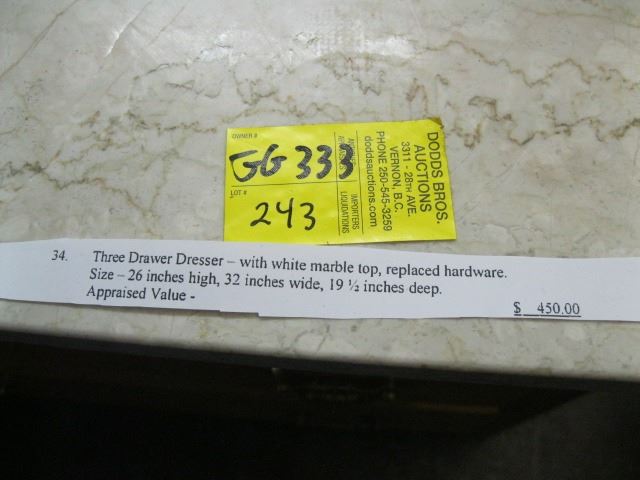 OWNER #
GG 333
LOT #
243
IMPORTERS
LIQUIDATIONS
DODDS BROS.
AUCTIONS
3311 - 28TH AVE.
VERNON, B.C.
PHONE 250-545-3259
doddsauctions.com
34. Three Drawer Dresser – with white marble top, replaced hardware.
Size – 26 inches high, 32 inches wide, 19 ½ inches deep.
Appraised Value - $ 450.00